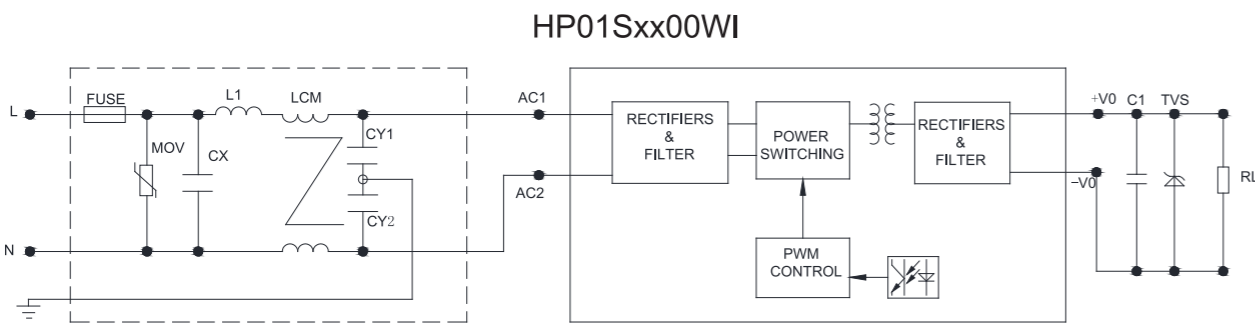 HP01Sxx00WI
L
FUSE
L1
LCM
MOV
CX
CY1
CY2
N
AC1
AC2
RECTIFIERS
&
FILTER
POWER
SWITCHING
RECTIFIERS
&
FILTER
PWM
CONTROL
+V0
C1
TVS
−V0
RL